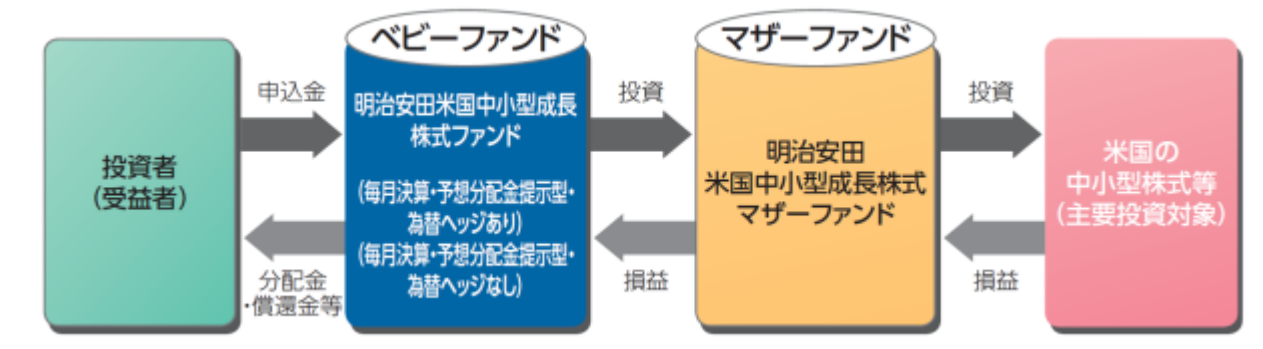 投資者
(受益者)
申込金
分配金
・償還金等
ベビーファンド
明治安田米国中小型成長
株式ファンド
(毎月決算・予想分配金提示型・
為替ヘッジあり)
(毎月決算・予想分配金提示型・
為替ヘッジなし)
投資
損益
マザーファンド
明治安田
米国中小型成長株式
マザーファンド
投資
損益
米国の
中小型株式等
(主要投資対象)